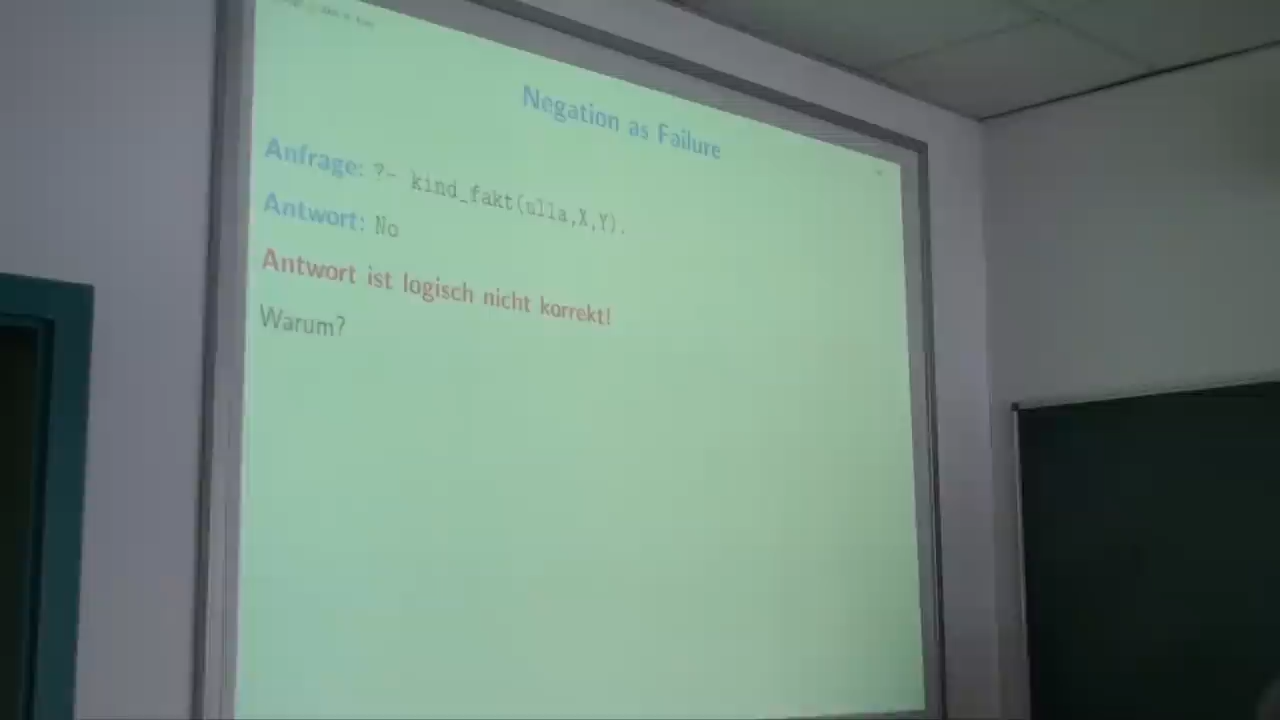 Negation as Failure
Anfrage: ?- kind_fakt(ulla,X,Y).
Antwort: No
Antwort ist logisch nicht korrekt!
Warum?